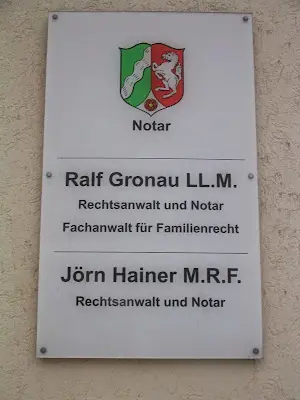 Notar
Ralf Gronau LL.M.
Rechtsanwalt und Notar
Fachanwalt für Familienrecht
Jörn Hainer M.R.F.
Rechtsanwalt und Notar